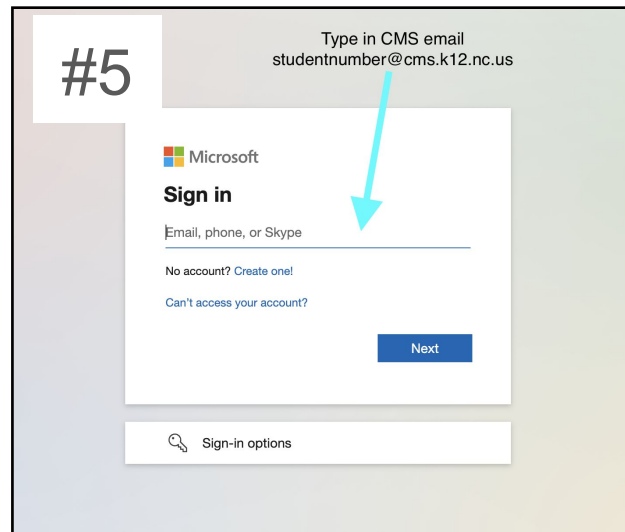 #5
Type in CMS email
studentnumber@cms.k12.nc.us
Microsoft
Sign in
Email, phone, or Skype
No account? Create one!
Can't access your account?
Next
Sign-in options